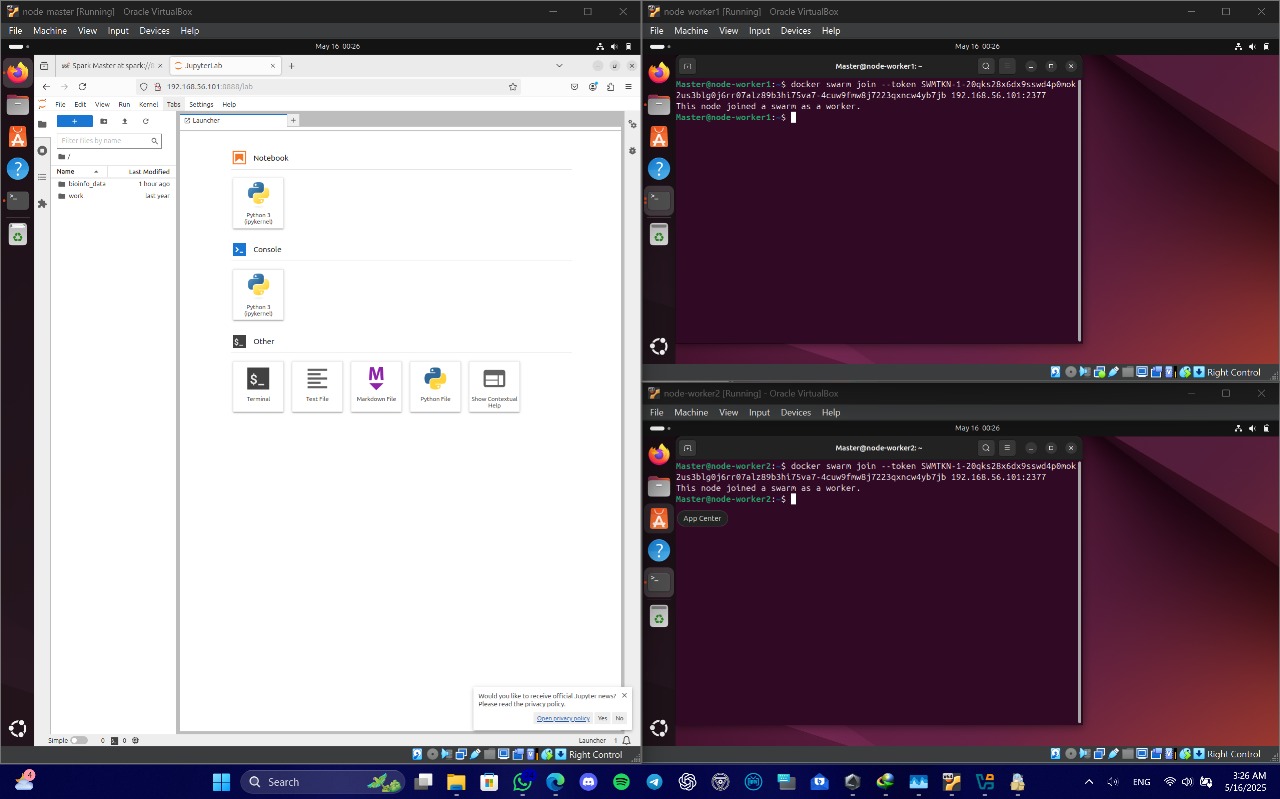 node-master [Running]    Oracle VirtualBox
File Machine View Input Devices Help
May 16 00:26
Spark Master at spark://
JupyterLab
192.168.56.101:8888/lab
File Edit View Run Kernel Tabs Settings Help
Filter files by name
/
Name Last Modified
bioinfo_data 1 hour ago
work last year
Launcher
Notebook
Python 3
(ipykernel)
Console
Python 3
(ipykernel)
Other
Terminal
Text File
Markdown File
Python File
Show Contextual
Help
Would you like to receive official Jupyter news?
Please read the privacy policy.
Open privacy policy Yes No
Simple 0 0
Launcher 1
Right Control
node-worker1 [Running]    Oracle VirtualBox
File Machine View Input Devices Help
May 16 00:26
Master@node-worker1: ~
Master@node-worker1:~$ docker swarm join --token SWMTKN-1-20qks28x6dx9sswd4p0mok
2us3blg0j6rr07alz89b3hi75va7-4cuw9fmw8j7223qxncw4yb7jb 192.168.56.101:2377
This node joined a swarm as a worker.
Master@node-worker1:~$
Right Control
node-worker2 [Running] - Oracle VirtualBox
File Machine View Input Devices Help
May 16 00:26
Master@node-worker2: ~
Master@node-worker2:~$ docker swarm join --token SWMTKN-1-20qks28x6dx9sswd4p0mok
2us3blg0j6rr07alz89b3hi75va7-4cuw9fmw8j7223qxncw4yb7jb 192.168.56.101:2377
This node joined a swarm as a worker.
Master@node-worker2:~$
App Center
Right Control
4
Search
ENG
3:26 AM
5/16/2025